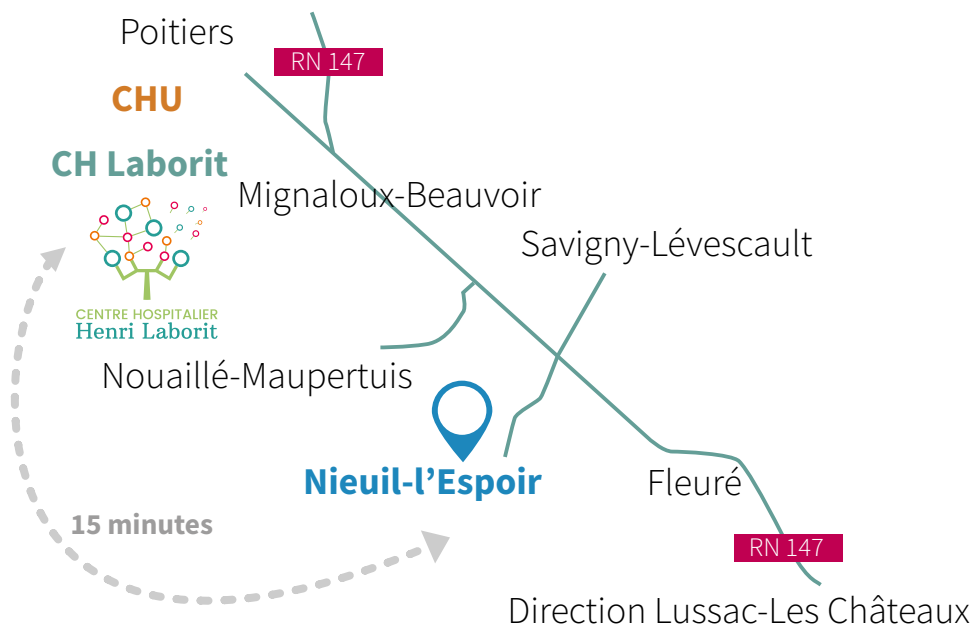 Poitiers
RN 147
CHU
CH Laborit
Mignaloux-Beauvoir
Savigny-Lévescault
CENTRE HOSPITALIER
Henri Laborit
Nouaillé-Maupertuis
Nieuil-l’Espoir
Fleuré
15 minutes
RN 147
Direction Lussac-Les Châteaux